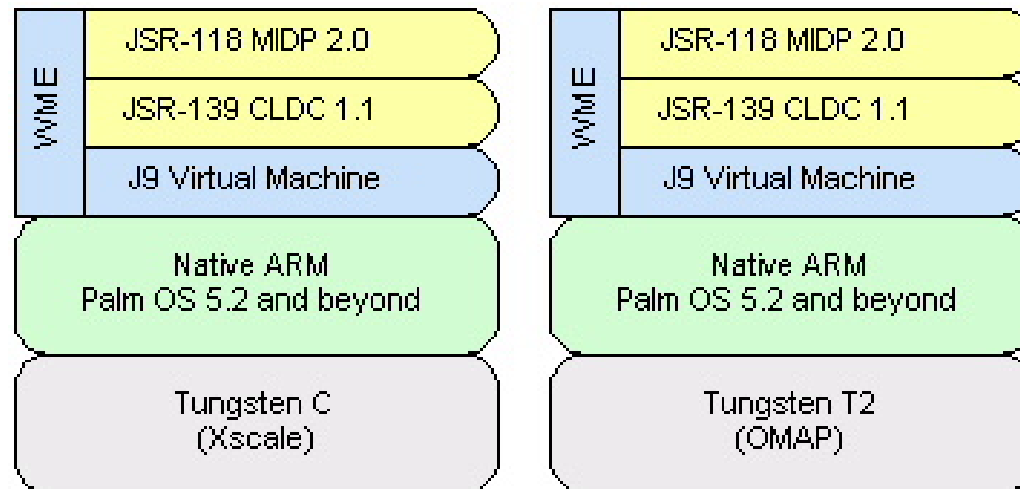 WME
JSR-118 MIDP 2.0
JSR-139 CLDC 1.1
J9 Virtual Machine
Native ARM
Palm OS 5.2 and beyond
Tungsten C
(Xscale)
WME
JSR-118 MIDP 2.0
JSR-139 CLDC 1.1
J9 Virtual Machine
Native ARM
Palm OS 5.2 and beyond
Tungsten T2
(OMAP)